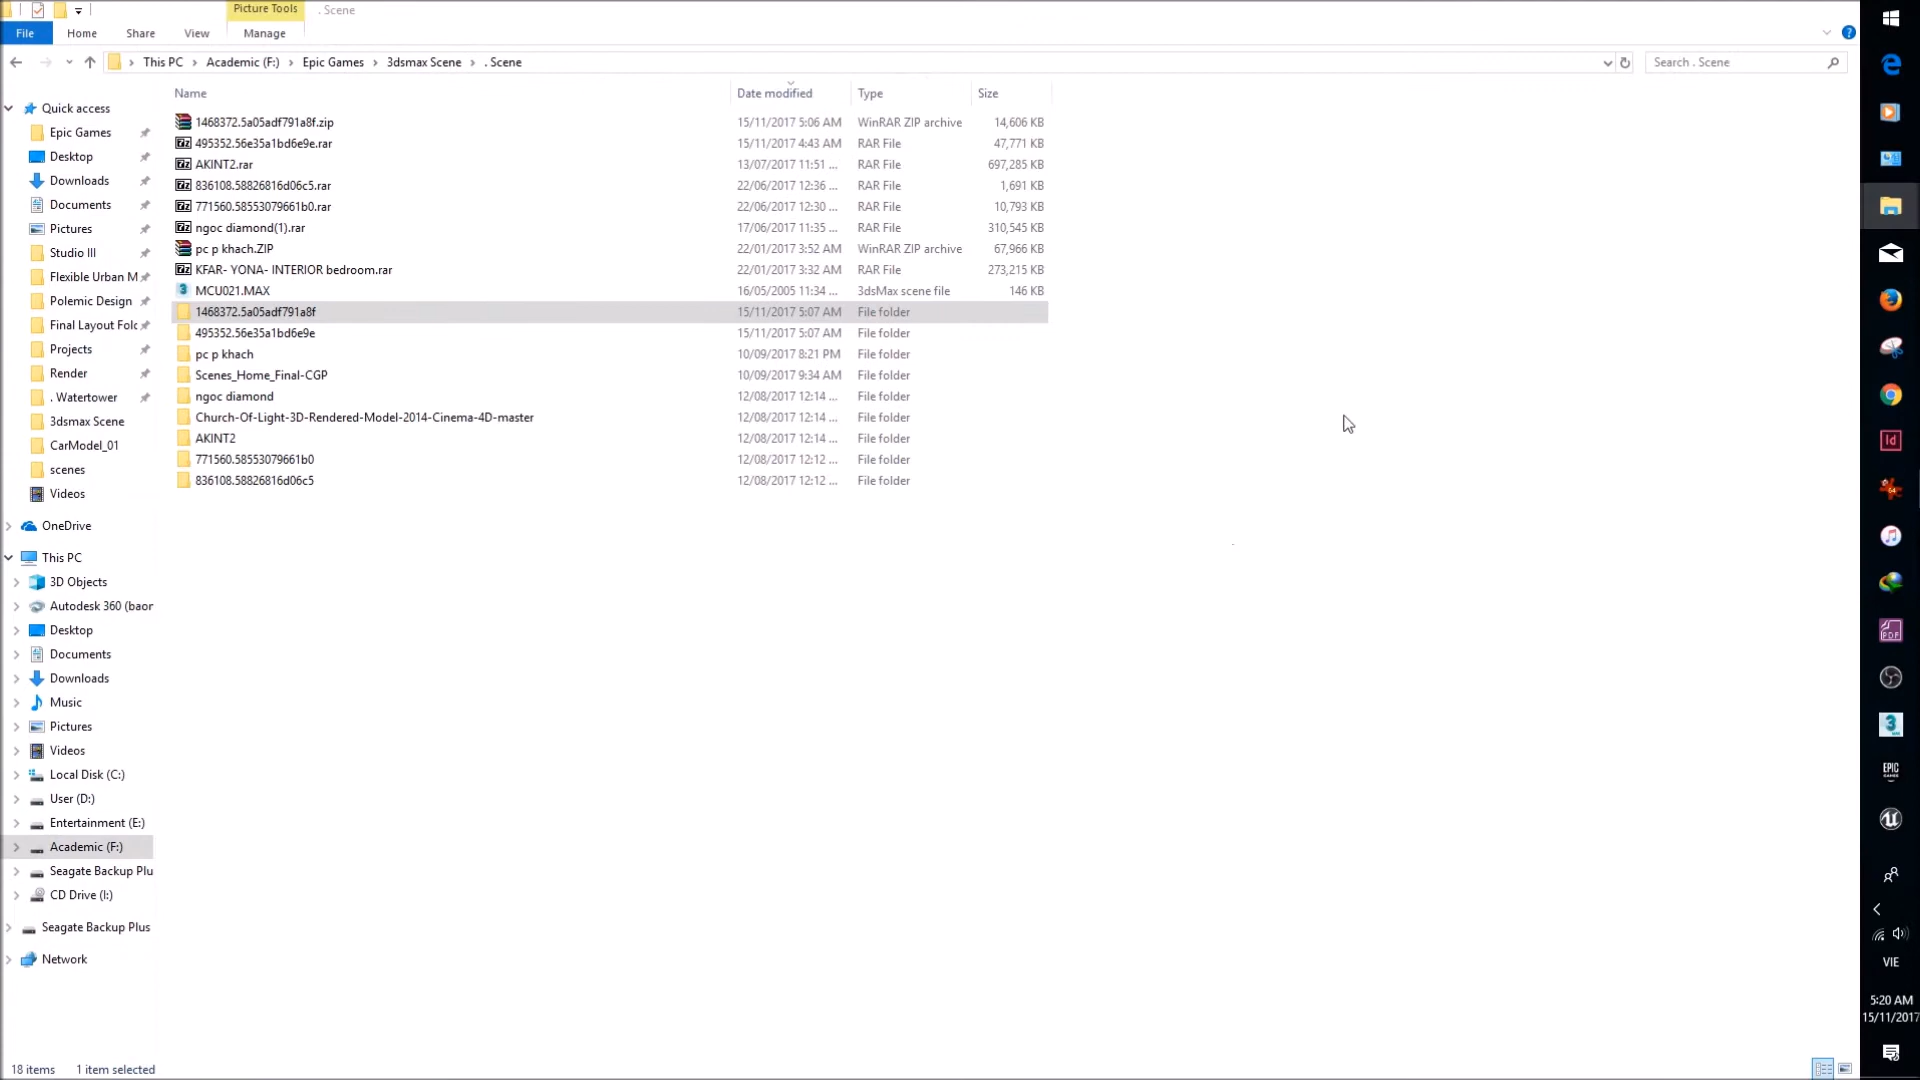 Picture Tools
. Scene
File
Home
Share
View
Manage
This PC
Academic (F:)
Epic Games
3dsmax Scene
. Scene
Search . Scene
Name
Date modified
Type
Size
1468372.5a05adf791a8f.zip 15/11/2017 5:06 AM WinRAR ZIP archive 14,606 KB
495352.56e35a1bd6e9e.rar 15/11/2017 4:43 AM RAR File 47,771 KB
AKINT2.rar 13/07/2017 11:51 ... RAR File 697,285 KB
836108.58826816d06c5.rar 22/06/2017 12:36 ... RAR File 1,691 KB
771560.58553079661b0.rar 22/06/2017 12:30 ... RAR File 10,793 KB
ngoc diamond(1).rar 17/06/2017 11:35 ... RAR File 310,545 KB
pc p khach.ZIP 22/01/2017 3:52 AM WinRAR ZIP archive 67,966 KB
KFAR- YONA- INTERIOR bedroom.rar 22/01/2017 3:32 AM RAR File 273,215 KB
MCU021.MAX 16/05/2005 11:34 ... 3dsMax scene file 146 KB
1468372.5a05adf791a8f 15/11/2017 5:07 AM File folder
495352.56e35a1bd6e9e 15/11/2017 5:07 AM File folder
pc p khach 10/09/2017 8:21 PM File folder
Scenes_Home_Final-CGP 10/09/2017 9:34 AM File folder
ngoc diamond 12/08/2017 12:14 ... File folder
Church-Of-Light-3D-Rendered-Model-2014-Cinema-4D-master 12/08/2017 12:14 ... File folder
AKINT2 12/08/2017 12:14 ... File folder
771560.58553079661b0 12/08/2017 12:12 ... File folder
836108.58826816d06c5 12/08/2017 12:12 ... File folder
Quick access
Epic Games
Desktop
Downloads
Documents
Pictures
Studio III
Flexible Urban M
Polemic Design
Final Layout Folc
Projects
Render
. Watertower
3dsmax Scene
CarModel_01
scenes
Videos
OneDrive
This PC
3D Objects
Autodesk 360 (baor
Desktop
Documents
Downloads
Music
Pictures
Videos
Local Disk (C:)
User (D:)
Entertainment (E:)
Academic (F:)
Seagate Backup Plu
CD Drive (I:)
Seagate Backup Plus
Network
18 items
1 item selected
Id
64
PDF
3
EPIC
GAMES
VIE
5:20 AM
15/11/2017